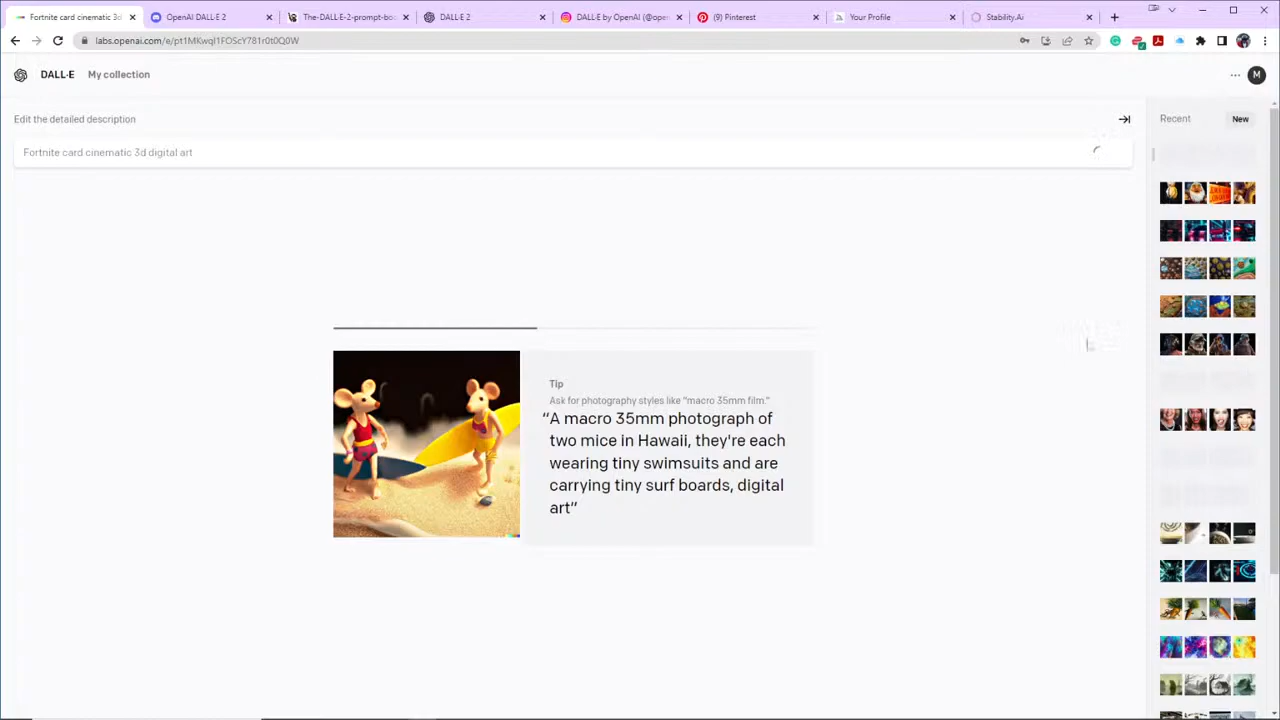 Fortnite card cinematic 3d
OpenAI DALL-E 2
The-DALL-E-2-prompt-bo
DALL·E
DALL·E by OpenAI (@open
(9) Pinterest
Your Profile
Stability.Ai
labs.openai.com/e/pt1MKwqI1FOScY781r0t0Q0W
DALL·E
My collection
M
Edit the detailed description
Recent
New
Fortnite card cinematic 3d digital art
Tip
Ask for photography styles like "macro 35mm film."
“A macro 35mm photograph of
two mice in Hawaii, they're each
wearing tiny swimsuits and are
carrying tiny surf boards, digital
art”